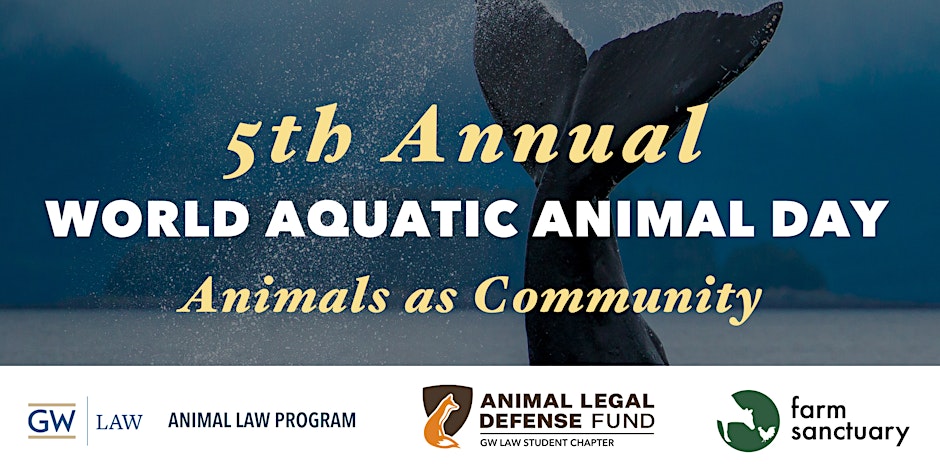 5th Annual
WORLD AQUATIC ANIMAL DAY
Animals as Community
GW LAW ANIMAL LAW PROGRAM
ANIMAL LEGAL
DEFENSE FUND
GW LAW STUDENT CHAPTER
farm
sanctuary